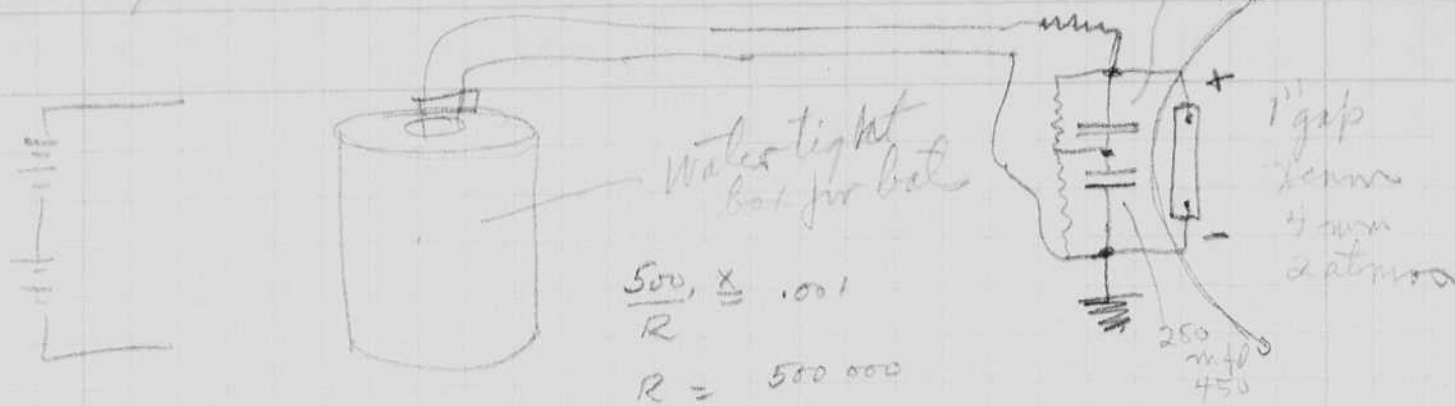 Water tight
box for bat
+
1" gap
Xenon
4 mm
2 atmos
-
500 × .001
R =
R = 500 000
250
mfd
450